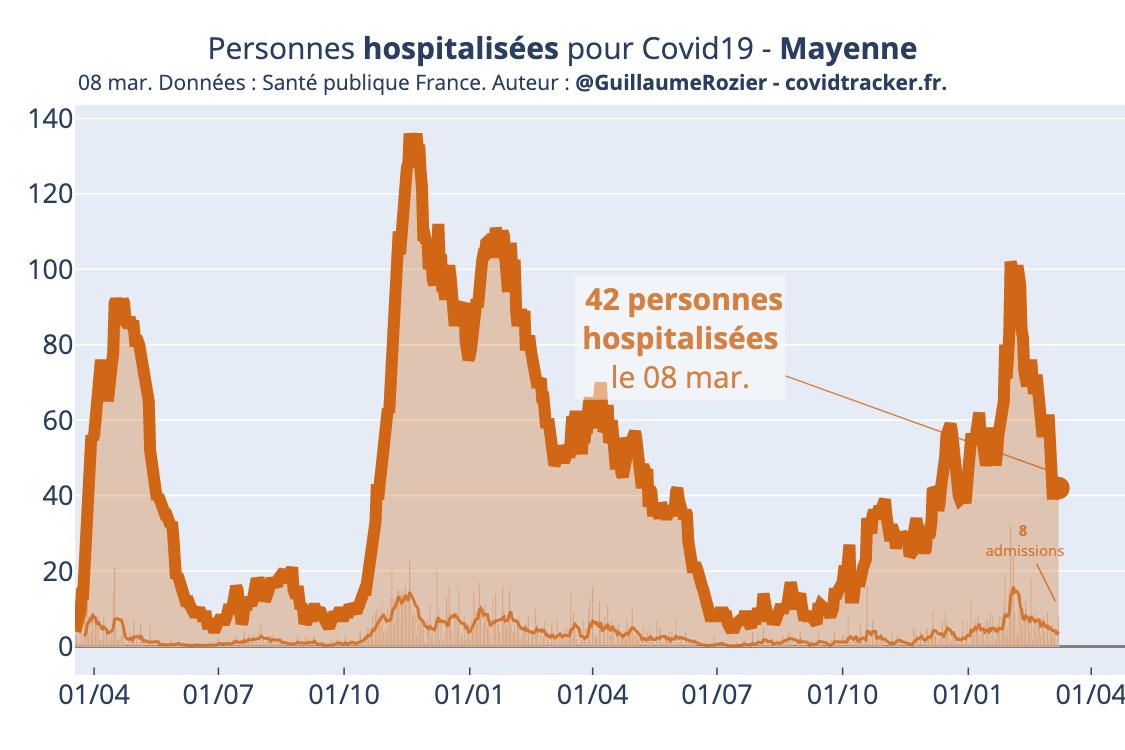 Personnes hospitalisées pour Covid19 - Mayenne
08 mar. Données : Santé publique France. Auteur : @GuillaumeRozier - covidtracker.fr.
140
120
100
80
60
40
20
0
42 personnes
hospitalisées
le 08 mar.
8
admissions
01/04 01/07 01/10 01/01 01/04 01/07 01/10 01/01 01/04